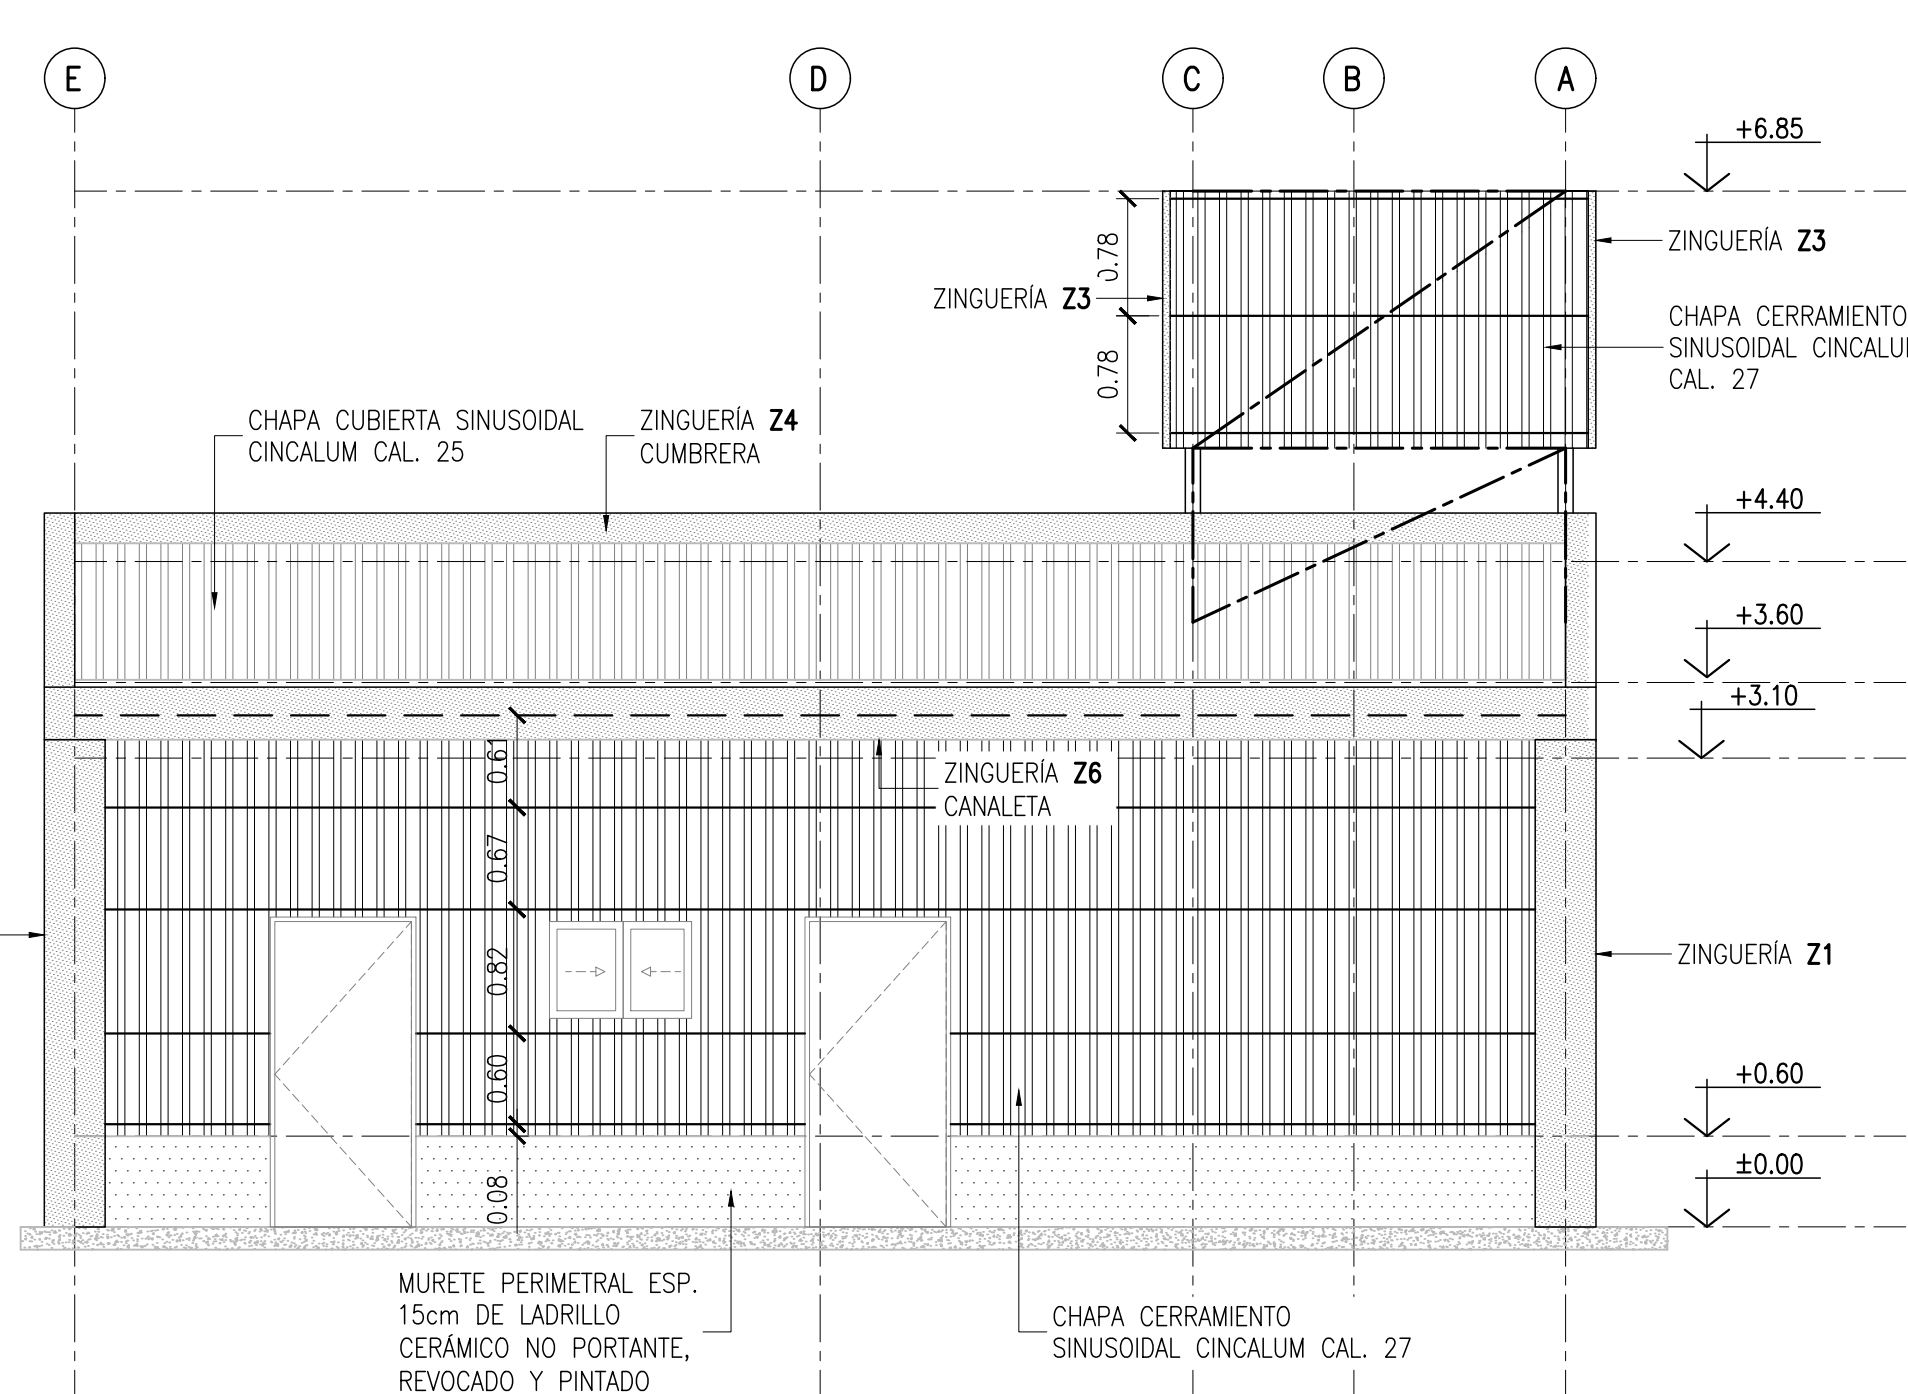 E
D
C
B
A
+6.85
0.78
ZINGUERÍA Z3
ZINGUERÍA Z3
CHAPA CERRAMIENTO
SINUSOIDAL
CAL. 27
0.78
CHAPA CUBIERTA SINUSOIDAL
CINCALUM CAL. 25
ZINGUERÍA Z4
CUMBRERA
+4.40
+3.60
+3.10
0.61
ZINGUERÍA Z6
CANALETA
0.67
0.82
ZINGUERÍA Z1
0.60
+0.60
±0.00
0.08
MURETE PERIMETRAL ESP.
15cm DE LADRILLO
CERÁMICO NO PORTANTE,
REVOCADO Y PINTADO
CHAPA CERRAMIENTO
SINUSOIDAL CINCALUM CAL. 27